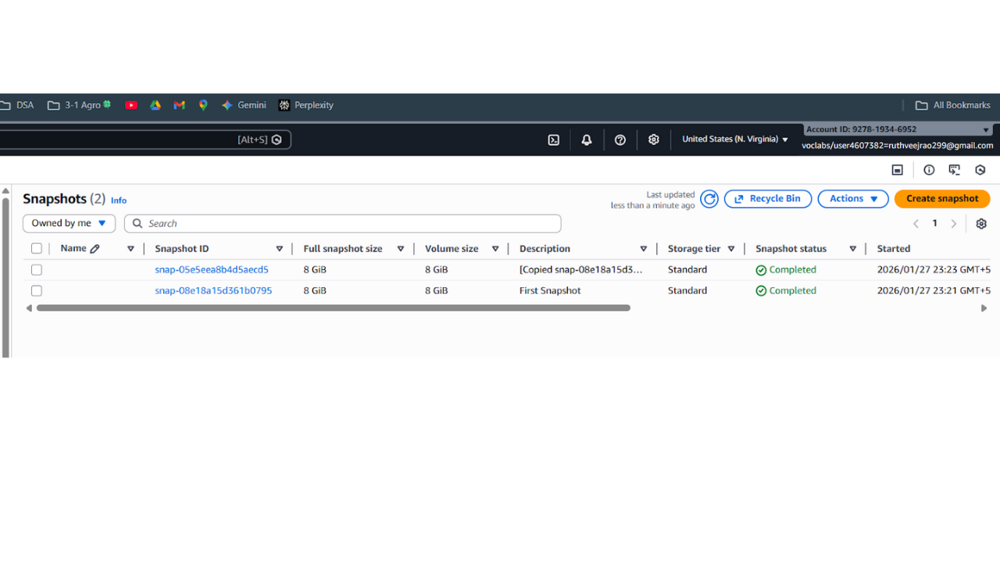 DSA 3-1 Agro Gemini Perplexity All Bookmarks
[Alt+S] United States (N. Virginia) Account ID: 9278-1934-6952
voclabs/user4607382=ruthveejrao299@gmail.com
Snapshots (2) Info Last updated less than a minute ago Recycle Bin Actions Create snapshot
Owned by me Search 1
Name Snapshot ID Full snapshot size Volume size Description Storage tier Snapshot status Started
snap-05e5eea8b4d5aecd5 8 GiB 8 GiB [Copied snap-08e18a15d3... Standard Completed 2026/01/27 23:23 GMT+5
snap-08e18a15d361b0795 8 GiB 8 GiB First Snapshot Standard Completed 2026/01/27 23:21 GMT+5